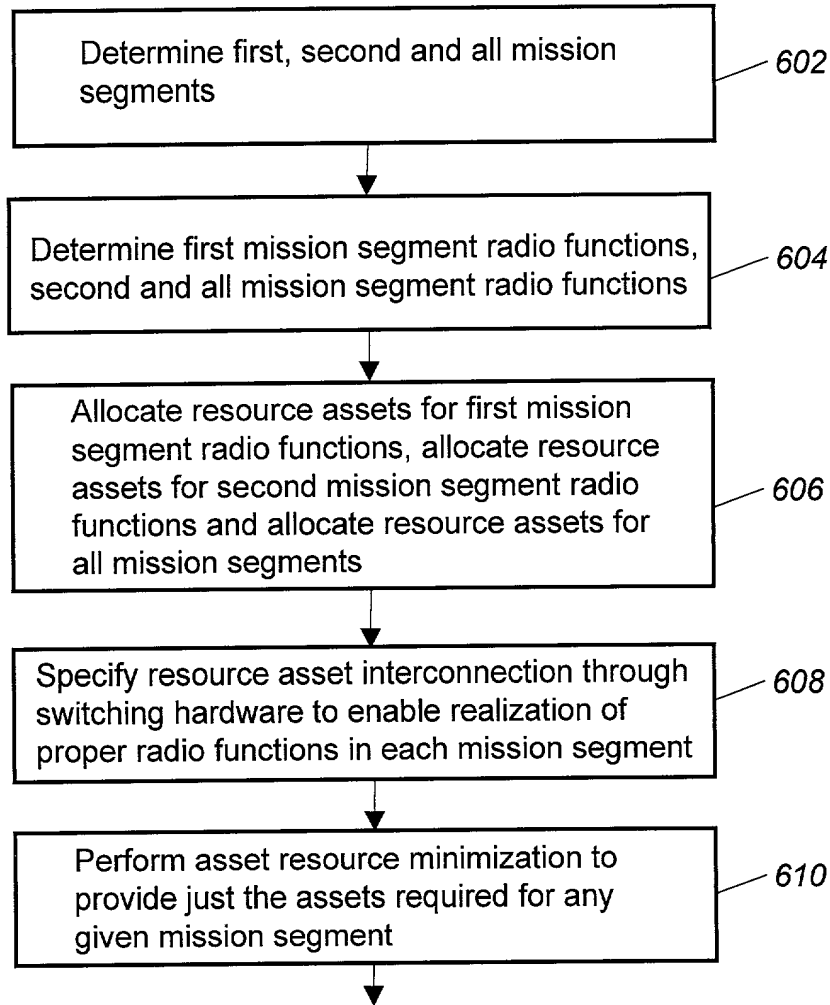 Determine first, second and all mission
segments
602
Determine first mission segment radio functions,
second and all mission segment radio functions
604
Allocate resource assets for first mission
segment radio functions, allocate resource
assets for second mission segment radio
functions and allocate resource assets for
all mission segments
606
Specify resource asset interconnection through
switching hardware to enable realization of
proper radio functions in each mission segment
608
Perform asset resource minimization to
provide just the assets required for any
given mission segment
610